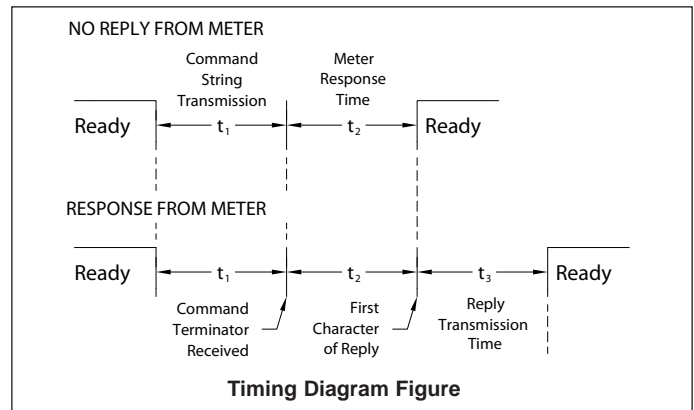 NO REPLY FROM METER
Command
String
Transmission
Meter
Response
Time
Ready t₁ t₂ Ready
RESPONSE FROM METER
Ready t₁ t₂ t₃ Ready
Command
Terminator
Received
First
Character
of Reply
Reply
Transmission
Time
Timing Diagram Figure